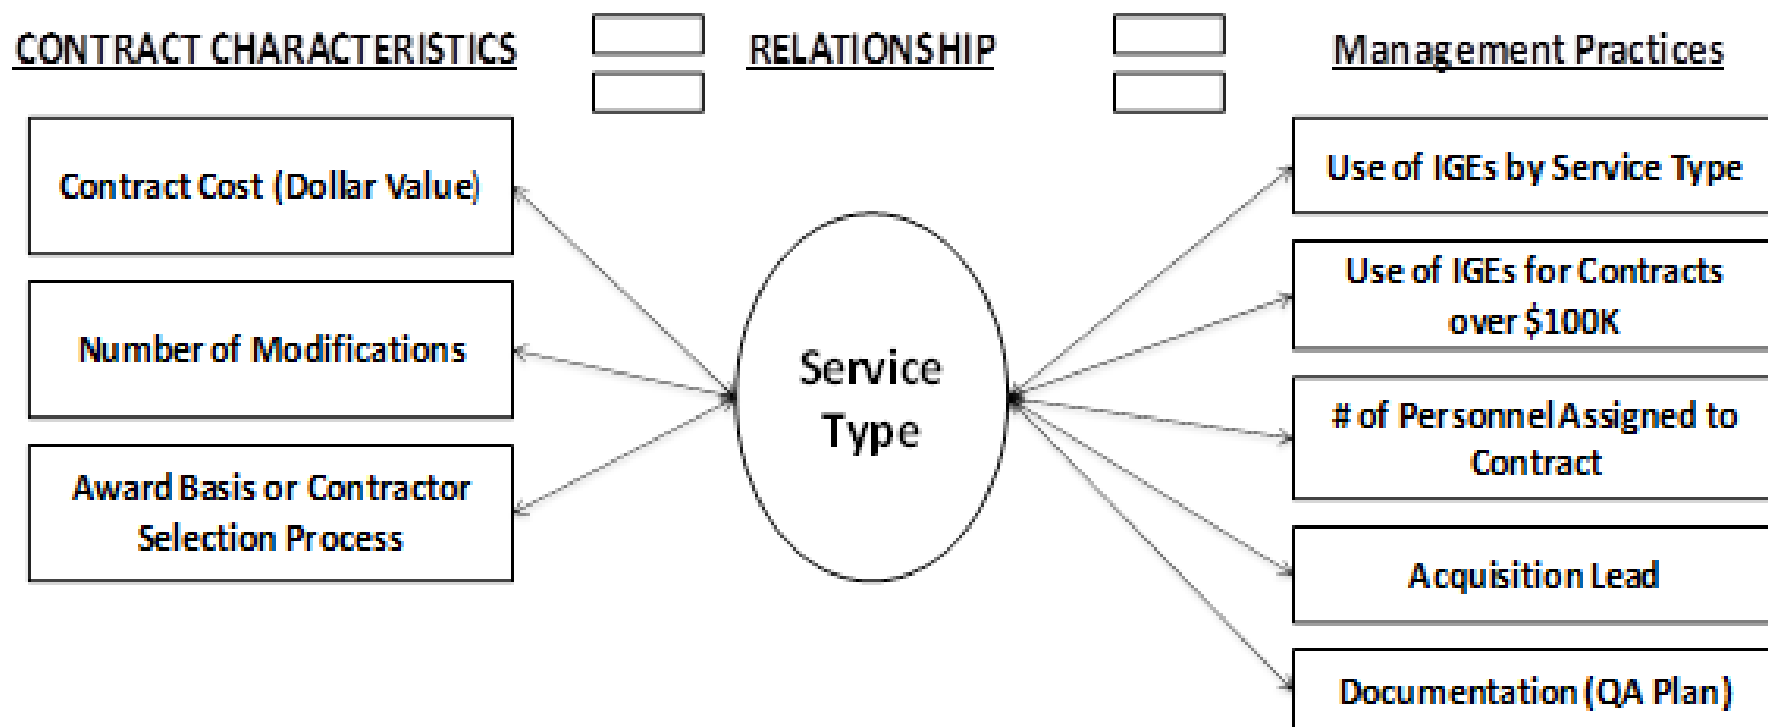 CONTRACT CHARACTERISTICS
RELATIONSHIP
Management Practices
Contract Cost (Dollar Value)
Number of Modifications
Award Basis or Contractor
Selection Process
Service
Type
Use of IGEs by Service Type
Use of IGEs for Contracts
over $100K
# of Personnel Assigned to
Contract
Acquisition Lead
Documentation (QA Plan)